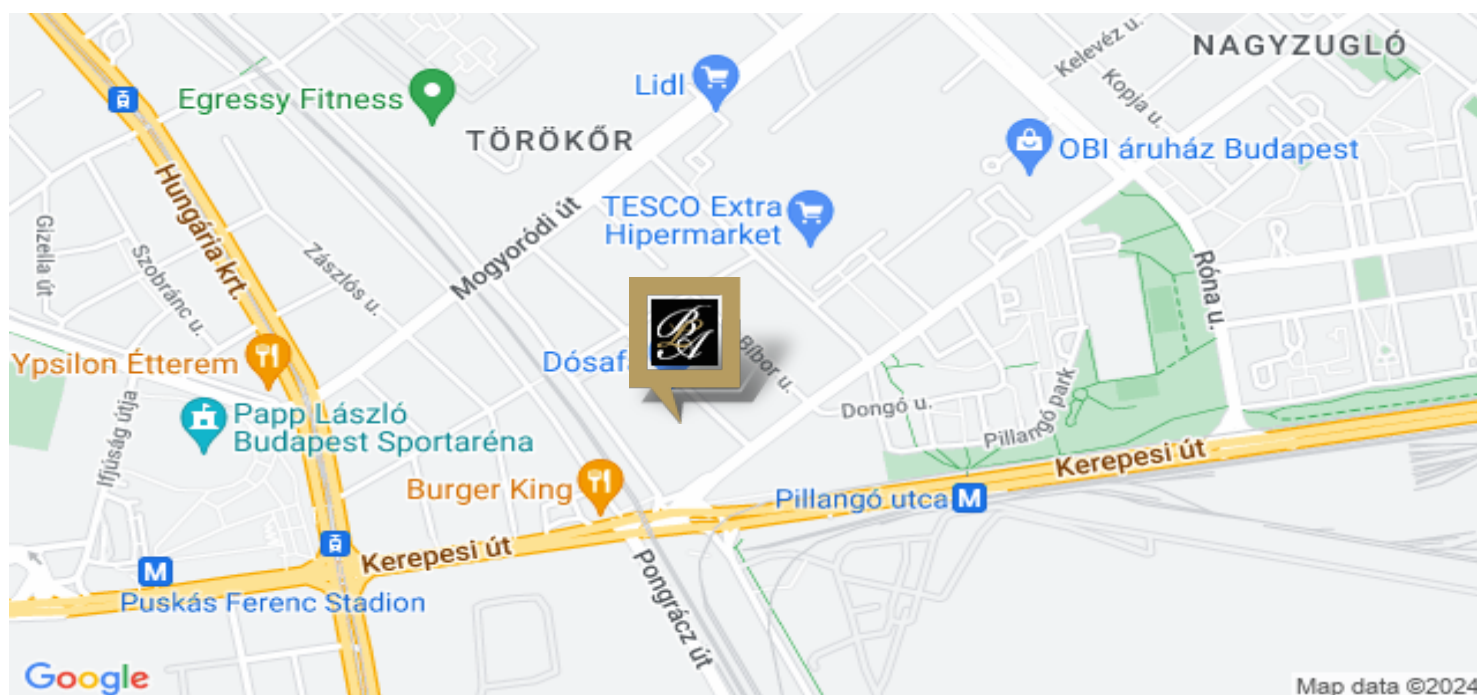 NAGYZUGLÓ
Kelevéz u.
Kopja u.
Lidl
Egressy Fitness
TÖRÖKŐR
OBI áruház Budapest
Hungária krt.
Mogyoródi út
TESCO Extra
Hipermarket
Gizella út
Szobránc u.
Zászlós u.
Róna u.
BA
Bíbor u.
Ypsilon Étterem
Papp László
Budapest Sportaréna
Ifjúság útja
Dongó u.
Pillangó park
Kerepesi út
Burger King
Pillangó utca M
Kerepesi út
M
Puskás Ferenc Stadion
Pongrácz út
Google
Map data ©2024